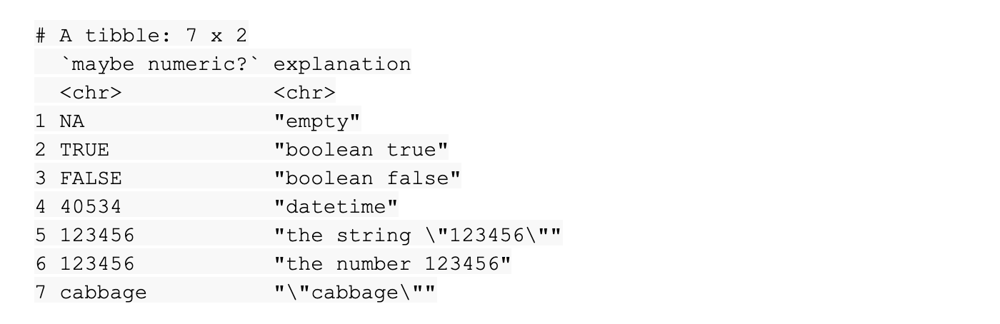 # A tibble: 7 x 2
  `maybe numeric?` explanation
  <chr>            <chr>
1 NA               "empty"
2 TRUE             "boolean true"
3 FALSE            "boolean false"
4 40534            "datetime"
5 123456           "the string \"123456\""
6 123456           "the number 123456"
7 cabbage          "\"cabbage\""